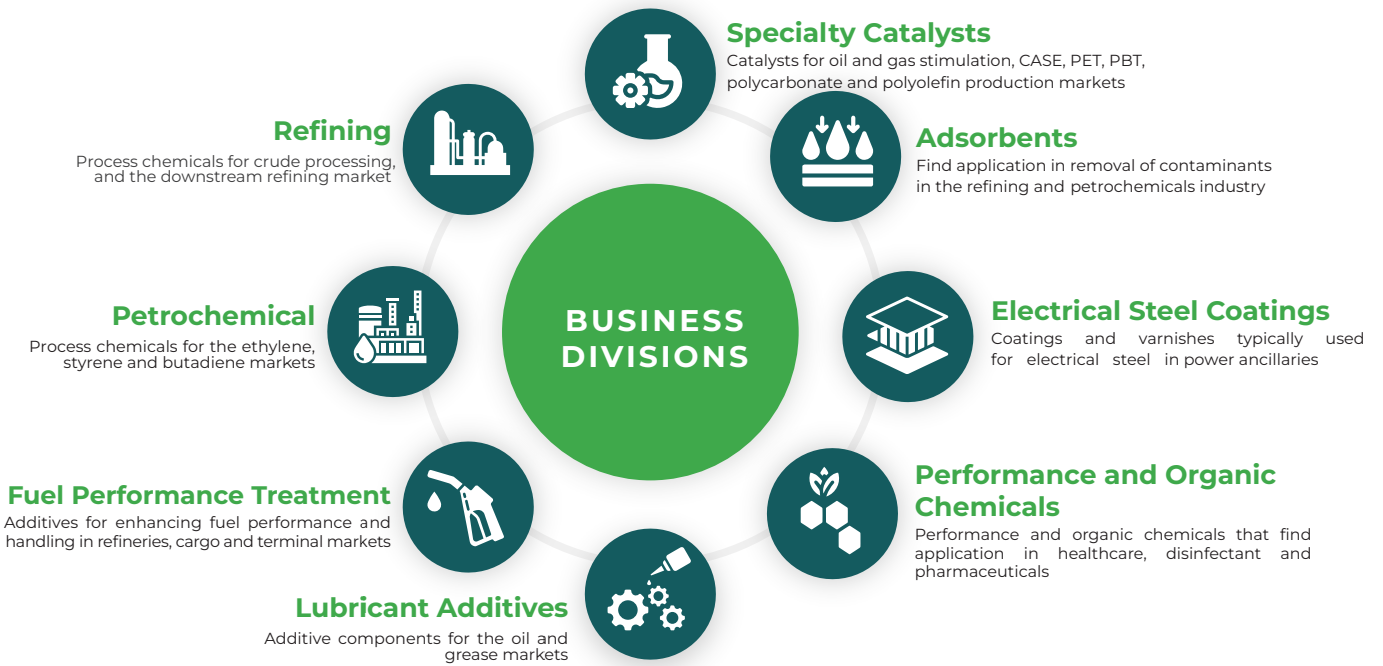 Specialty Catalysts
Catalysts for oil and gas stimulation, CASE, PET, PBT,
polycarbonate and polyolefin production markets
Refining
Process chemicals for crude processing,
and the downstream refining market
Adsorbents
Find application in removal of contaminants
in the refining and petrochemicals industry
Petrochemical
Process chemicals for the ethylene,
styrene and butadiene markets
BUSINESS
DIVISIONS
Electrical Steel Coatings
Coatings and varnishes typically used
for electrical steel in power ancillaries
Fuel Performance Treatment
Additives for enhancing fuel performance and
handling in refineries, cargo and terminal markets
Performance and Organic
Chemicals
Performance and organic chemicals that find
application in healthcare, disinfectant and
pharmaceuticals
Lubricant Additives
Additive components for the oil and
grease markets